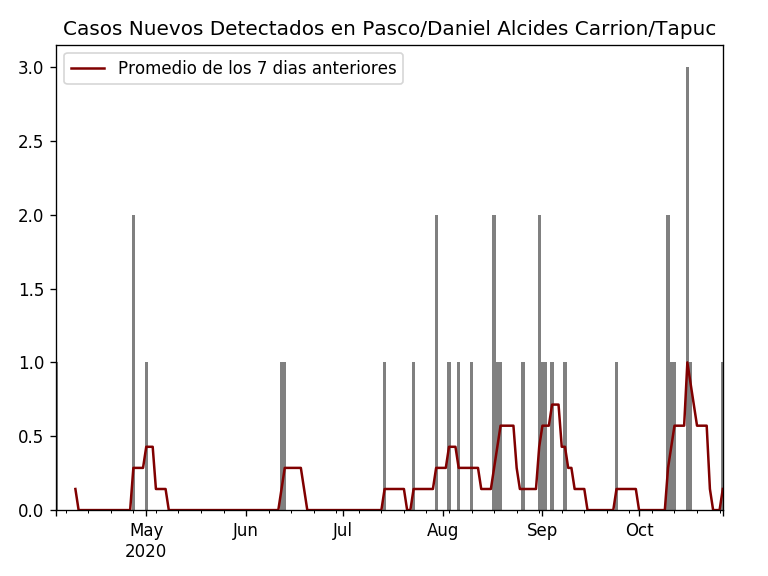 Casos Nuevos Detectados en Pasco/Daniel Alcides Carrion/Tapuc
Promedio de los 7 dias anteriores
3.0
2.5
2.0
1.5
1.0
0.5
0.0
May Jun Jul Aug Sep Oct
2020